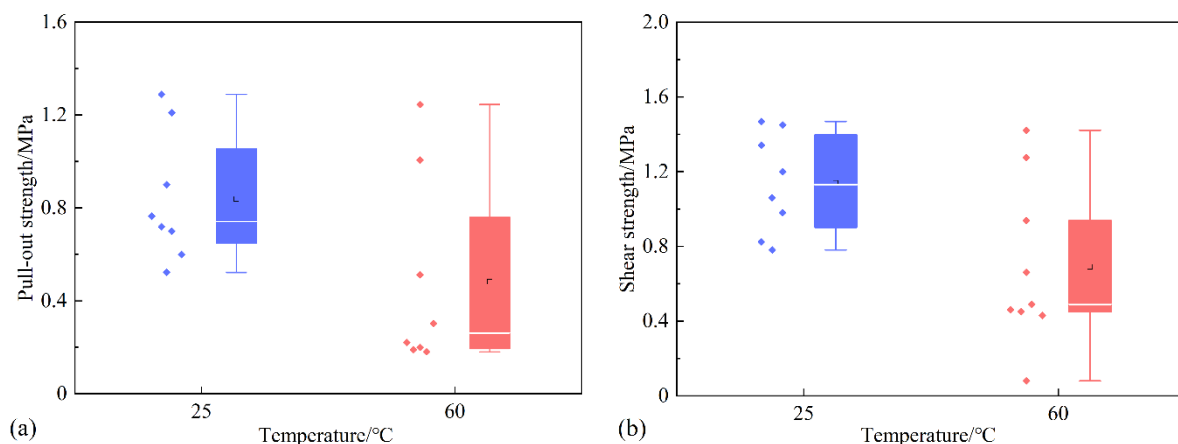 1.6
1.2
0.8
0.4
0
Pull-out strength/MPa
25
60
Temperature/°C
(a)
2.0
1.6
1.2
0.8
0.4
0
Shear strength/MPa
25
60
Temperature/°C
(b)